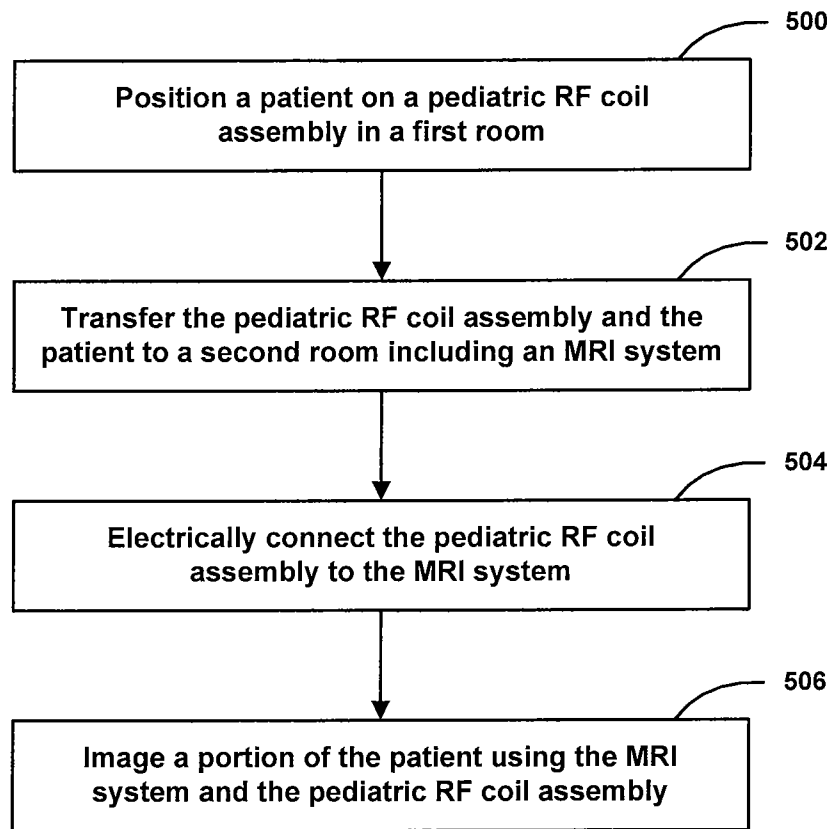 500
Position a patient on a pediatric RF coil
assembly in a first room
502
Transfer the pediatric RF coil assembly and the
patient to a second room including an MRI system
504
Electrically connect the pediatric RF coil
assembly to the MRI system
506
Image a portion of the patient using the MRI
system and the pediatric RF coil assembly